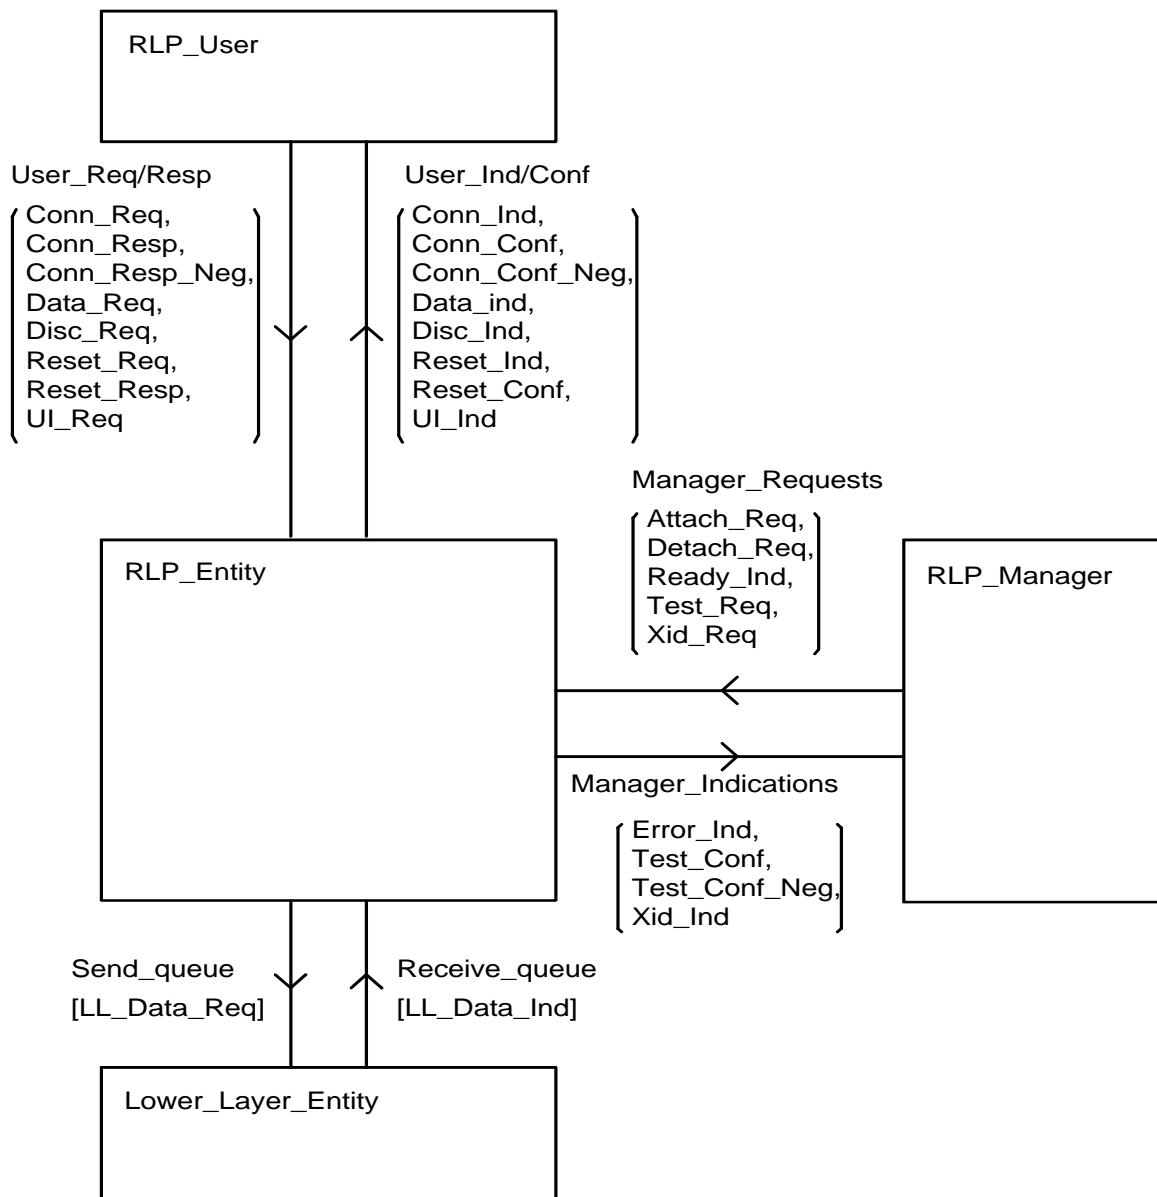 RLP_User
User_Req/Resp
Conn_Req,
Conn_Resp,
Conn_Resp_Neg,
Data_Req,
Disc_Req,
Reset_Req,
Reset_Resp,
UI_Req
User_Ind/Conf
Conn_Ind,
Conn_Conf,
Conn_Conf_Neg,
Data_ind,
Disc_Ind,
Reset_Ind,
Reset_Conf,
UI_Ind
Manager_Requests
Attach_Req,
Detach_Req,
Ready_Ind,
Test_Req,
Xid_Req
RLP_Entity
RLP_Manager
Manager_Indications
Error_Ind,
Test_Conf,
Test_Conf_Neg,
Xid_Ind
Send_queue
[LL_Data_Req]
Receive_queue
[LL_Data_Ind]
Lower_Layer_Entity